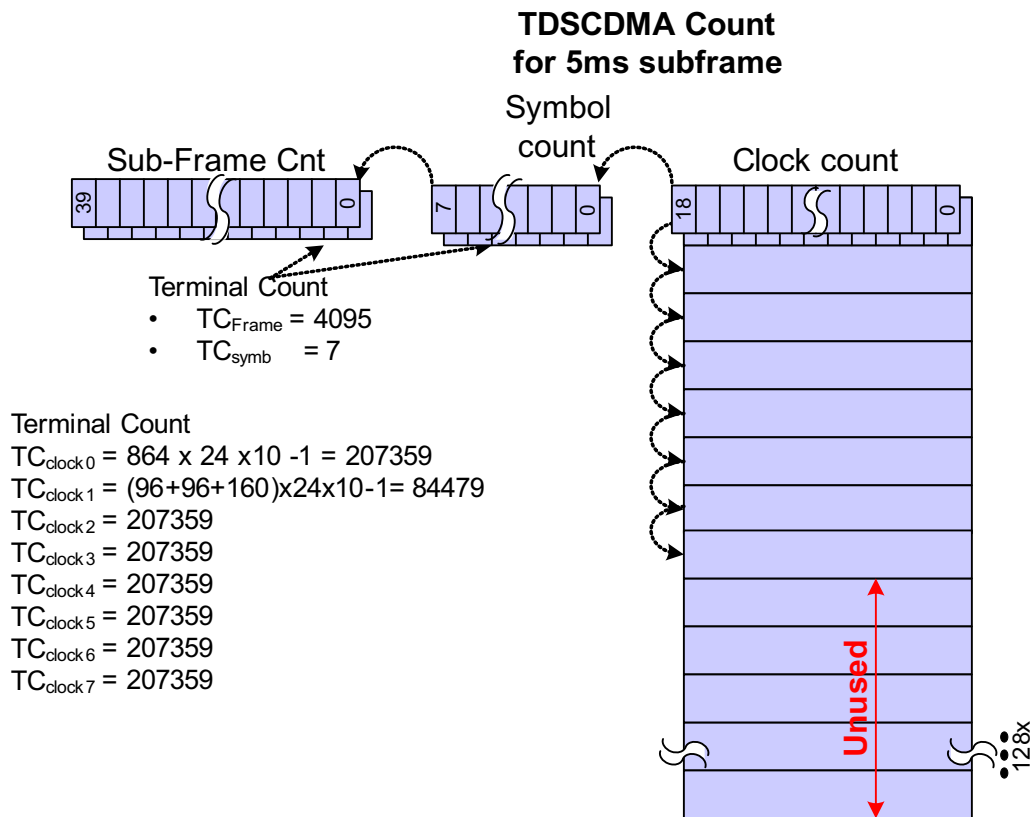 TDSCDMA Count
for 5ms subframe
Symbol
count
Sub-Frame Cnt
Clock count
39
0
7
0
18
0
Terminal Count
• TCFrame = 4095
• TCsymb = 7
Terminal Count
TCclock 0 = 864 x 24 x10 -1 = 207359
TCclock 1 = (96+96+160)x24x10-1= 84479
TCclock 2 = 207359
TCclock 3 = 207359
TCclock 4 = 207359
TCclock 5 = 207359
TCclock 6 = 207359
TCclock 7 = 207359
Unused
128x